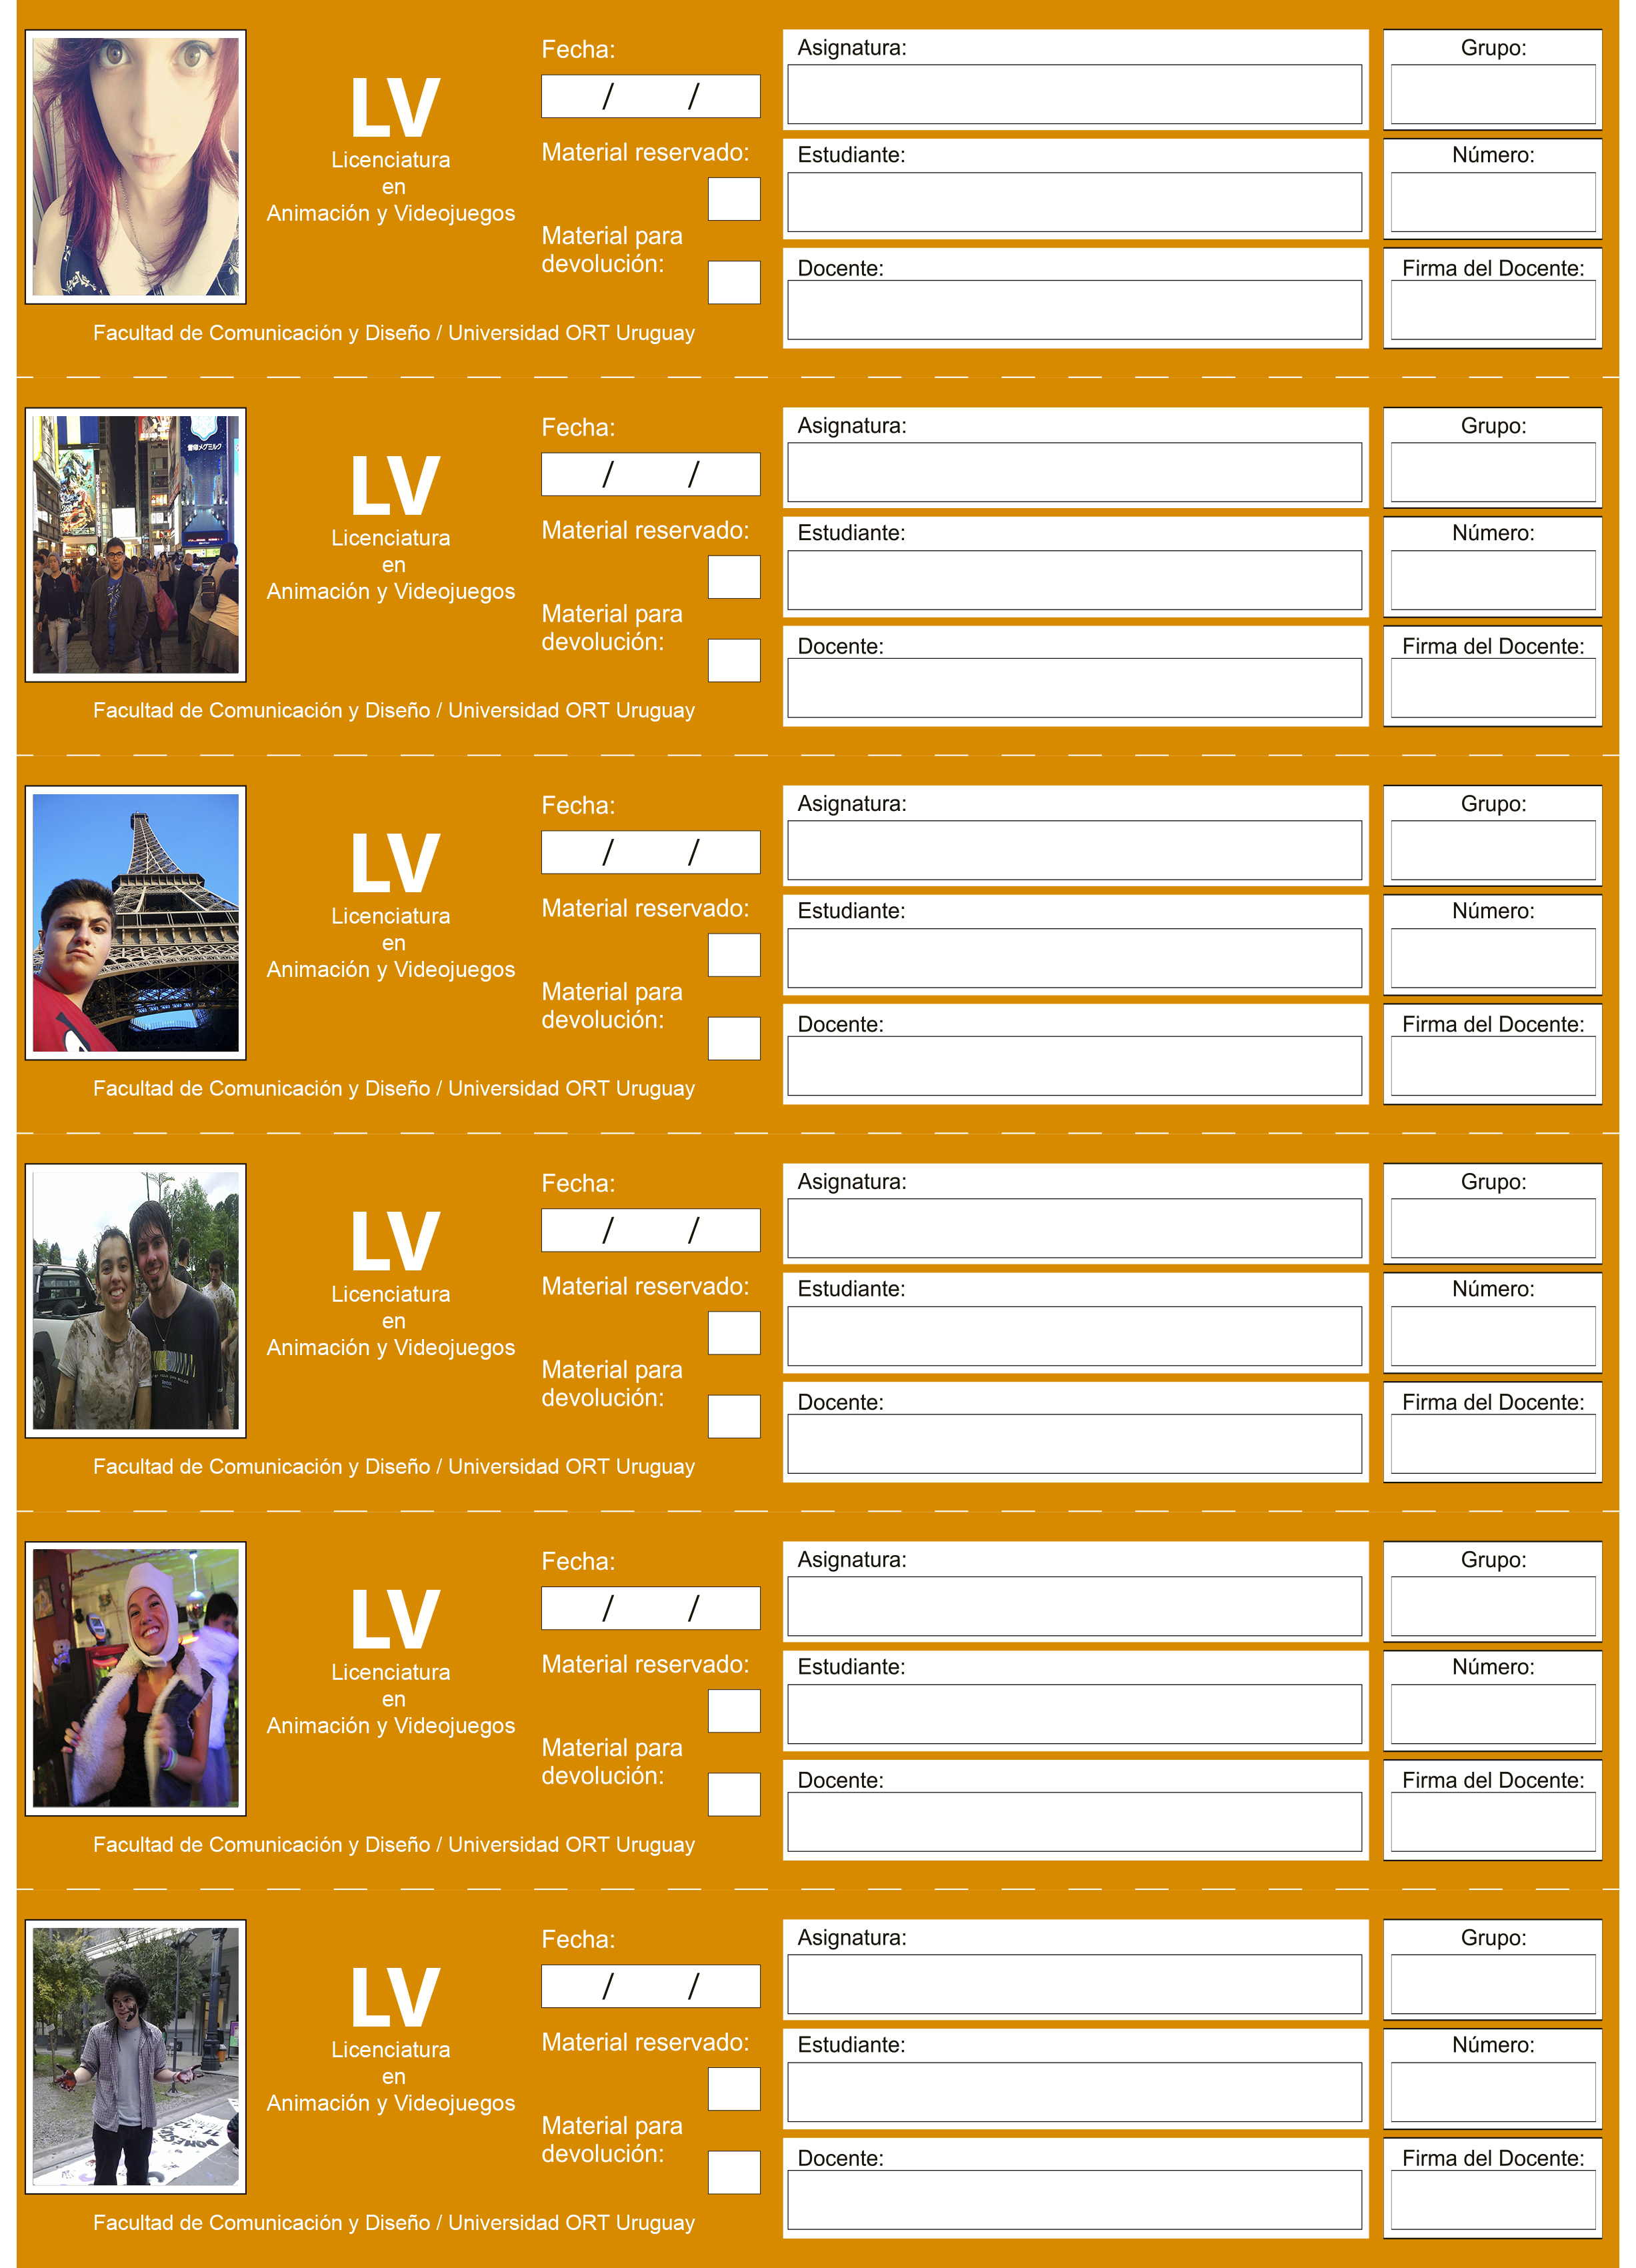 Fecha:
/ /
Material reservado:
Material para
devolución:
LV
Licenciatura
en
Animación y Videojuegos
Facultad de Comunicación y Diseño / Universidad ORT Uruguay
Asignatura:
Grupo:
Estudiante:
Número:
Docente:
Firma del Docente:
雪印メグミルク
Fecha:
/ /
Material reservado:
Material para
devolución:
LV
Licenciatura
en
Animación y Videojuegos
Facultad de Comunicación y Diseño / Universidad ORT Uruguay
Asignatura:
Grupo:
Estudiante:
Número:
Docente:
Firma del Docente:
Fecha:
/ /
Material reservado:
Material para
devolución:
LV
Licenciatura
en
Animación y Videojuegos
Facultad de Comunicación y Diseño / Universidad ORT Uruguay
Asignatura:
Grupo:
Estudiante:
Número:
Docente:
Firma del Docente:
Fecha:
/ /
Material reservado:
Material para
devolución:
LV
Licenciatura
en
Animación y Videojuegos
Facultad de Comunicación y Diseño / Universidad ORT Uruguay
Asignatura:
Grupo:
Estudiante:
Número:
Docente:
Firma del Docente:
Fecha:
/ /
Material reservado:
Material para
devolución:
LV
Licenciatura
en
Animación y Videojuegos
Facultad de Comunicación y Diseño / Universidad ORT Uruguay
Asignatura:
Grupo:
Estudiante:
Número:
Docente:
Firma del Docente:
Fecha:
/ /
Material reservado:
Material para
devolución:
LV
Licenciatura
en
Animación y Videojuegos
Facultad de Comunicación y Diseño / Universidad ORT Uruguay
Asignatura:
Grupo:
Estudiante:
Número:
Docente:
Firma del Docente: